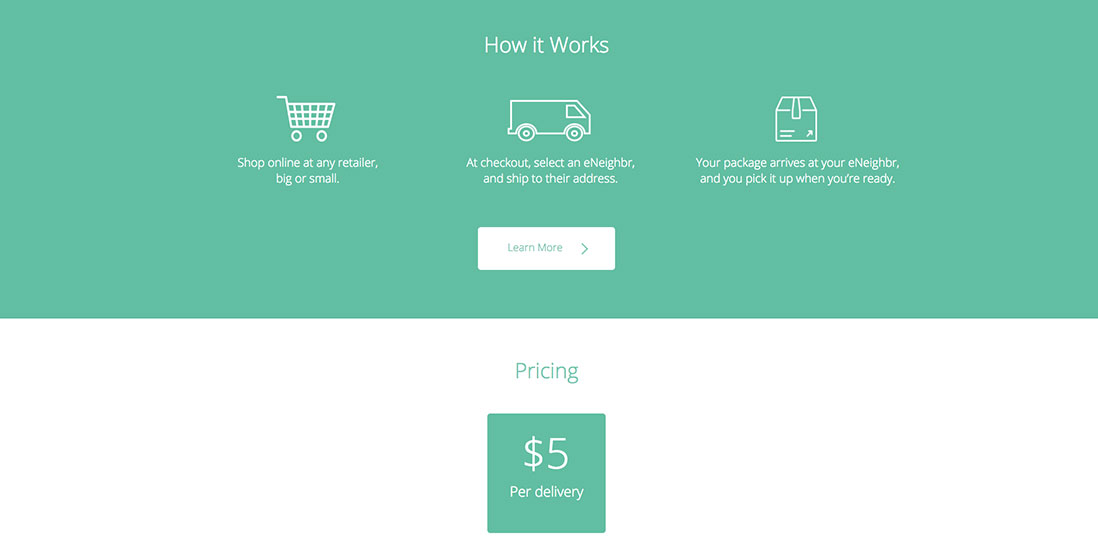 How it Works
Shop online at any retailer,
big or small.
At checkout, select an eNeighbr,
and ship to their address.
Your package arrives at your eNeighbr,
and you pick it up when you’re ready.
Learn More
Pricing
$5
Per delivery